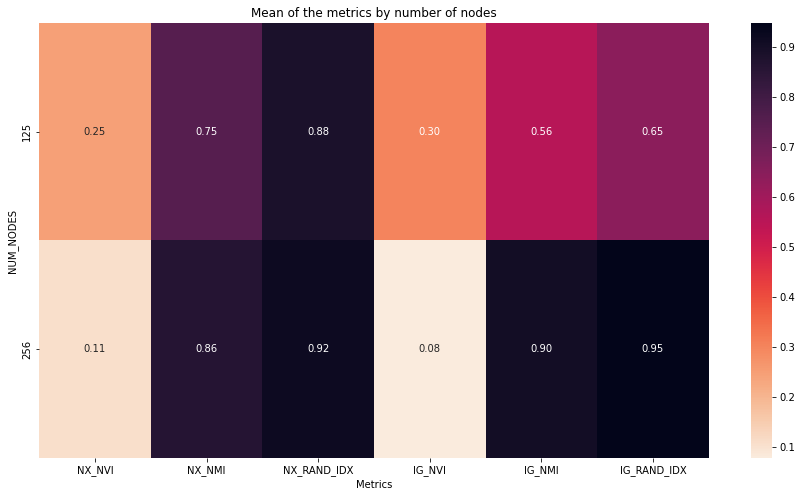 Mean of the metrics by number of nodes
NUM_NODES
125
0.25 0.75 0.88 0.30 0.56 0.65
256
0.11 0.86 0.92 0.08 0.90 0.95
NX_NVI NX_NMI NX_RAND_IDX IG_NVI IG_NMI IG_RAND_IDX
Metrics
0.9
0.8
0.7
0.6
0.5
0.4
0.3
0.2
0.1